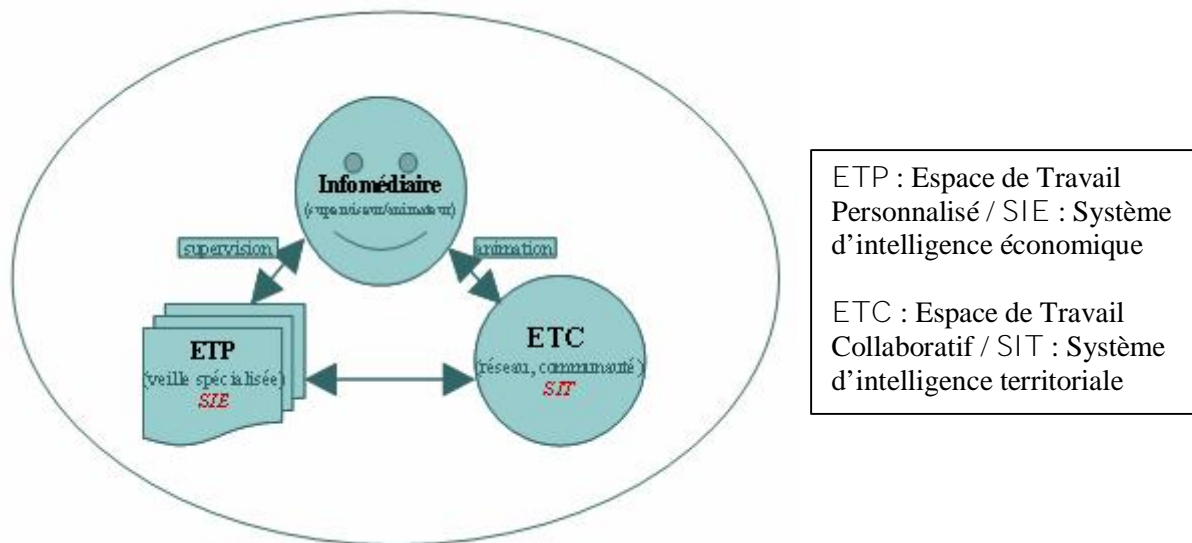 Infomédiaire
(superviseur/animateur)
supervision
animation
ETP
(veille spécialisée)
SIE
ETC
(réseau, communauté)
SIT
ETP : Espace de Travail
Personnalisé / SIE : Système
d’intelligence économique
ETC : Espace de Travail
Collaboratif / SIT : Système
d’intelligence territoriale